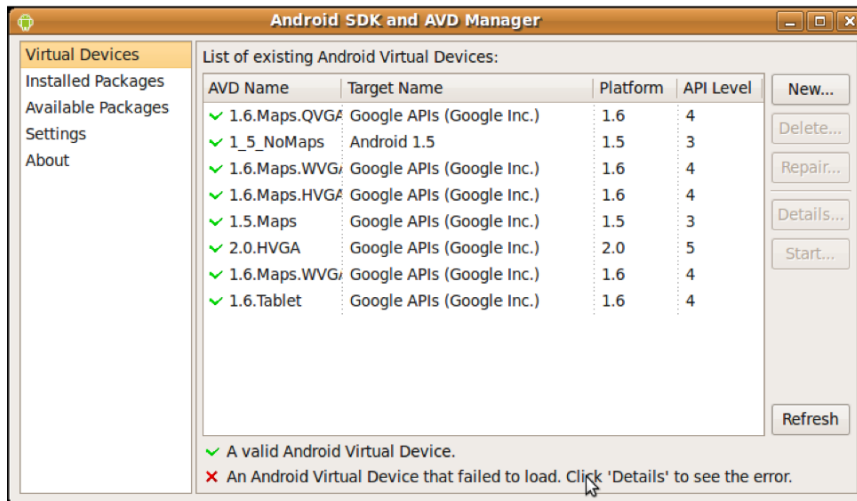 Android SDK and AVD Manager
Virtual Devices
Installed Packages
Available Packages
Settings
About
List of existing Android Virtual Devices:
AVD Name Target Name Platform API Level
1.6.Maps.QVGA Google APIs (Google Inc.) 1.6 4
1_5_NoMaps Android 1.5 1.5 3
1.6.Maps.WVGA Google APIs (Google Inc.) 1.6 4
1.6.Maps.HVGA Google APIs (Google Inc.) 1.6 4
1.5.Maps Google APIs (Google Inc.) 1.5 3
2.0.HVGA Google APIs (Google Inc.) 2.0 5
1.6.Maps.WVGA Google APIs (Google Inc.) 1.6 4
1.6.Tablet Google APIs (Google Inc.) 1.6 4
New...
Delete...
Repair...
Details...
Start...
Refresh
A valid Android Virtual Device.
An Android Virtual Device that failed to load. Click 'Details' to see the error.